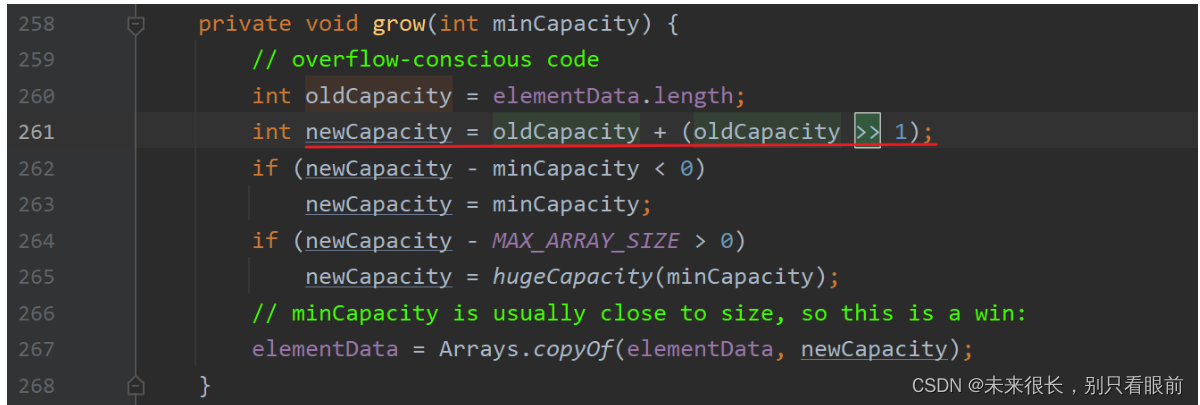 258 private void grow(int minCapacity) {
259 // overflow-conscious code
260 int oldCapacity = elementData.length;
261 int newCapacity = oldCapacity + (oldCapacity >> 1);
262 if (newCapacity - minCapacity < 0)
263 newCapacity = minCapacity;
264 if (newCapacity - MAX_ARRAY_SIZE > 0)
265 newCapacity = hugeCapacity(minCapacity);
266 // minCapacity is usually close to size, so this is a win:
267 elementData = Arrays.copyOf(elementData, newCapacity);
268 }
CSDN @未来很长，别只看眼前